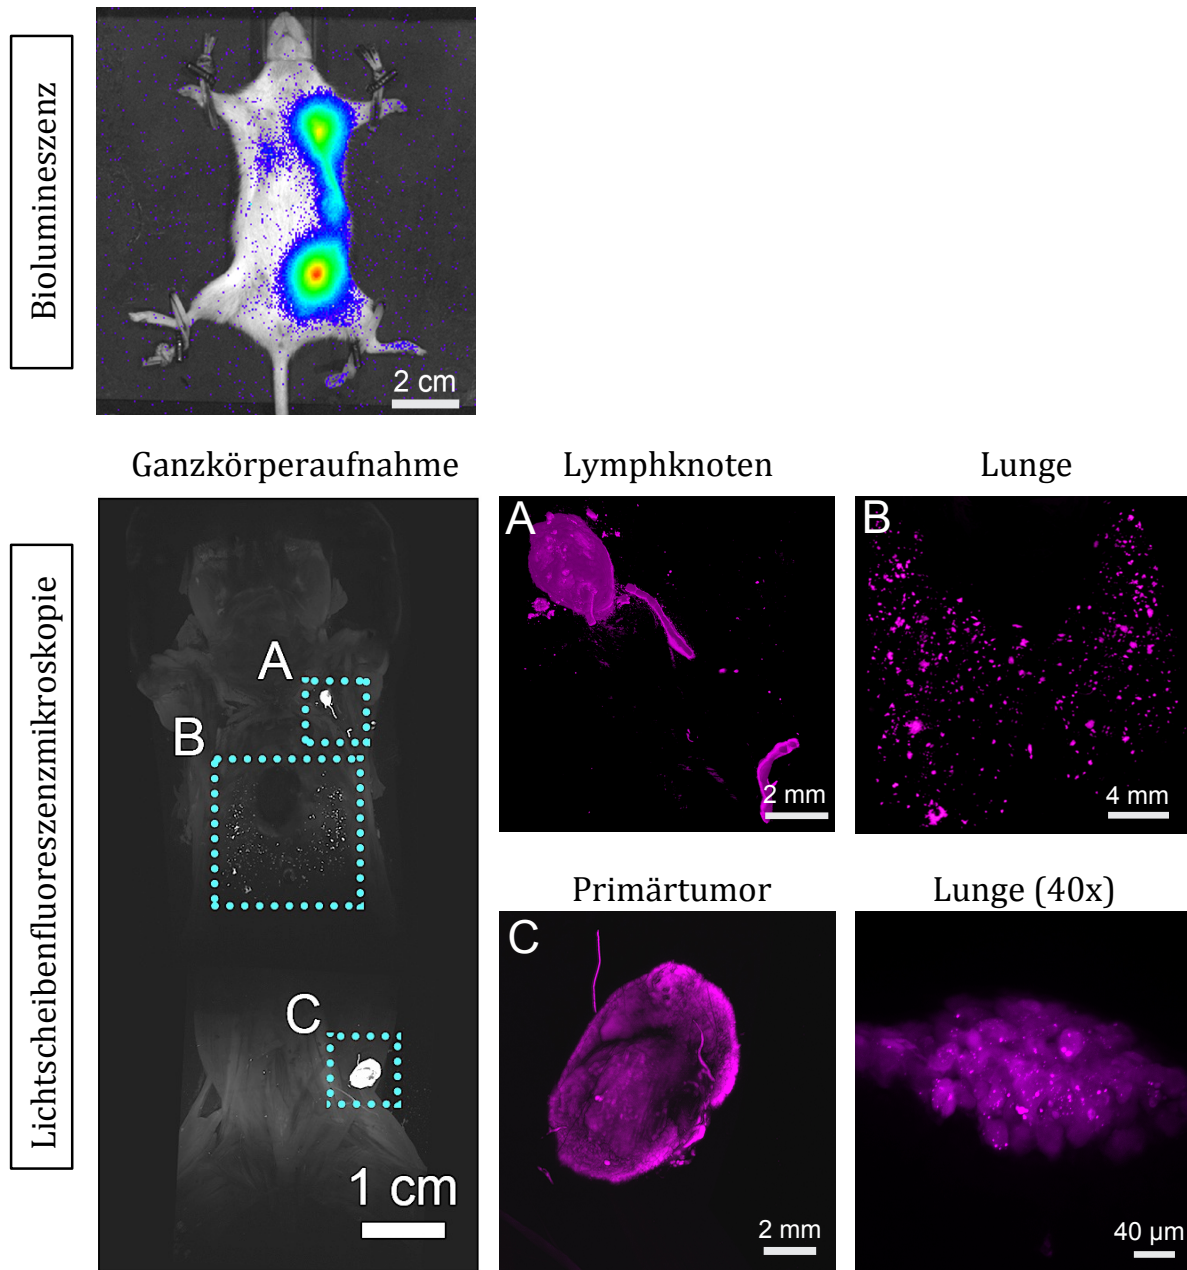 Biolumineszenz
2 cm
Ganzkörperaufnahme
Lymphknoten
Lunge
Lichtscheibenfluoreszenzmikroskopie
A
B
C
1 cm
A
2 mm
B
4 mm
Primärtumor
Lunge (40x)
C
2 mm
40 µm